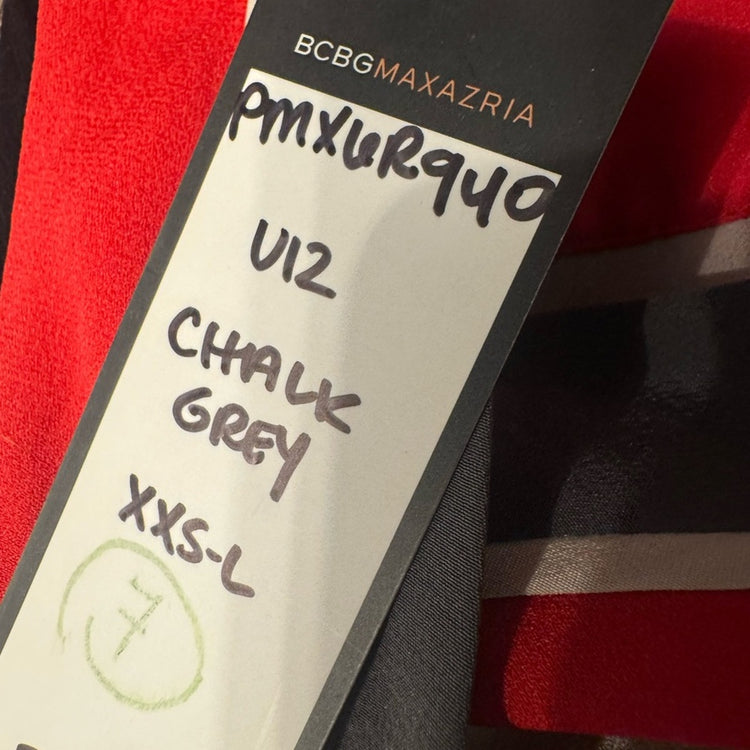 BCBGMAXAZRIA
PMX6R940
U12
CHALK
GREY
XXS-L
7